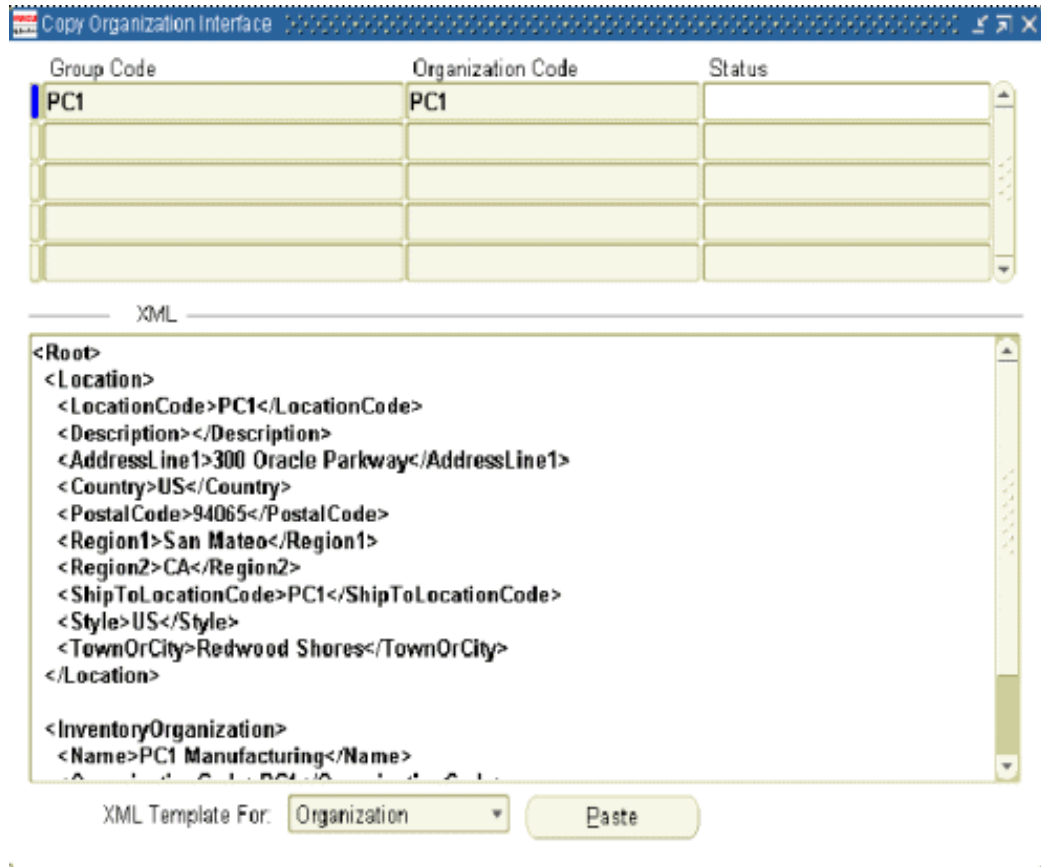 Copy Organization Interface
Group Code Organization Code Status
PC1 PC1
XML
<Root>
<Location>
<LocationCode>PC1</LocationCode>
<Description></Description>
<AddressLine1>300 Oracle Parkway</AddressLine1>
<Country>US</Country>
<PostalCode>94065</PostalCode>
<Region1>San Mateo</Region1>
<Region2>CA</Region2>
<ShipToLocationCode>PC1</ShipToLocationCode>
<Style>US</Style>
<TownOrCity>Redwood Shores</TownOrCity>
</Location>
<InventoryOrganization>
<Name>PC1 Manufacturing</Name>
XML Template For: Organization Paste